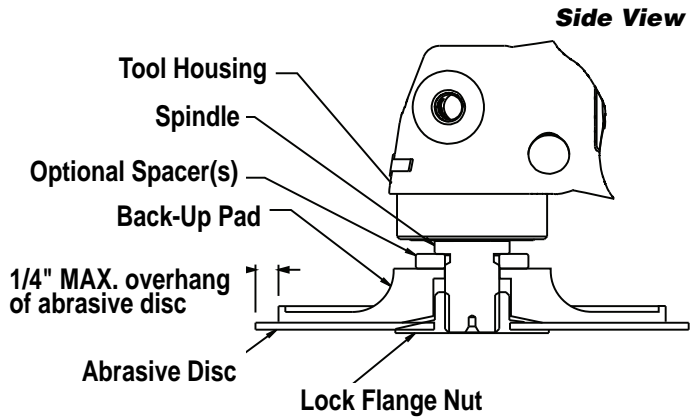 Side View
Tool Housing
Spindle
Optional Spacer(s)
Back-Up Pad
1/4" MAX. overhang
of abrasive disc
Abrasive Disc
Lock Flange Nut